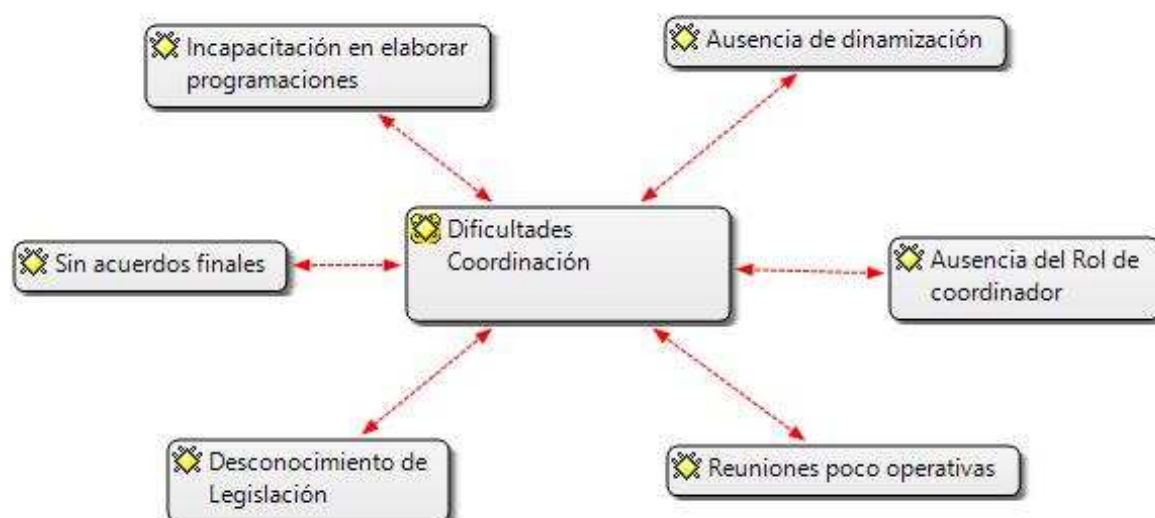 Incapacitación en elaborar
programaciones
Ausencia de dinamización
Dificultades
Coordinación
Sin acuerdos finales
Ausencia del Rol de
coordinador
Desconocimiento de
Legislación
Reuniones poco operativas